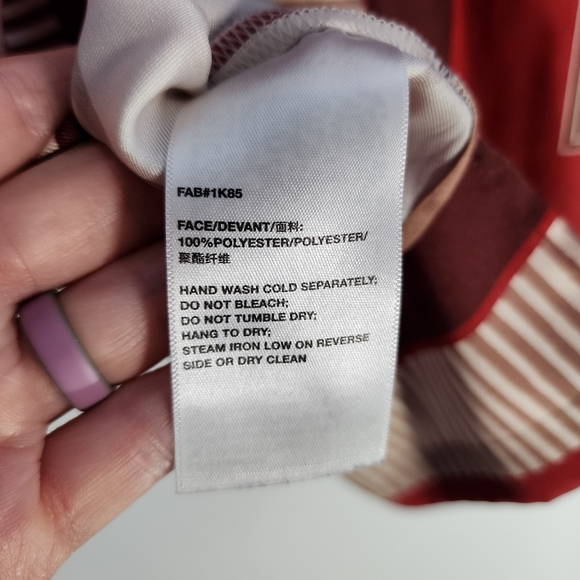 FAB#1K85
FACE/DEVANT/面料:
100%POLYESTER/POLYESTER/
聚酯纤维
HAND WASH COLD SEPARATELY;
DO NOT BLEACH;
DO NOT TUMBLE DRY;
HANG TO DRY;
STEAM IRON LOW ON REVERSE
SIDE OR DRY CLEAN